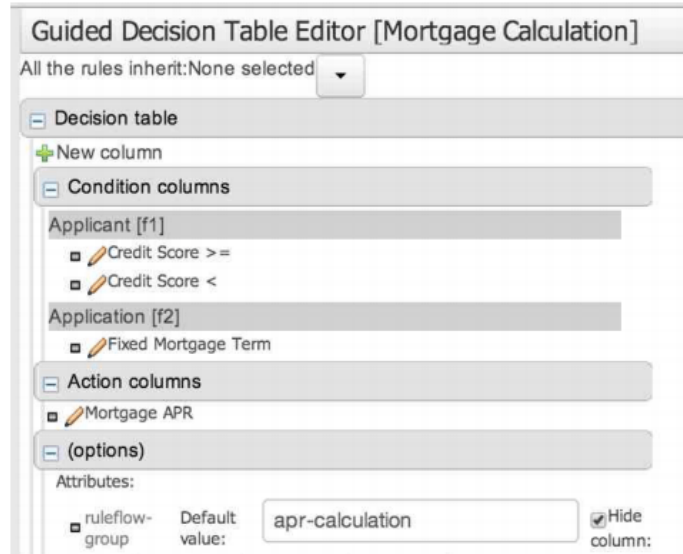 Guided Decision Table Editor [Mortgage Calculation]
All the rules inherit:None selected
Decision table
New column
Condition columns
Applicant [f1]
Credit Score >=
Credit Score <
Application [f2]
Fixed Mortgage Term
Action columns
Mortgage APR
(options)
Attributes:
ruleflow-group Default value: apr-calculation Hide column: